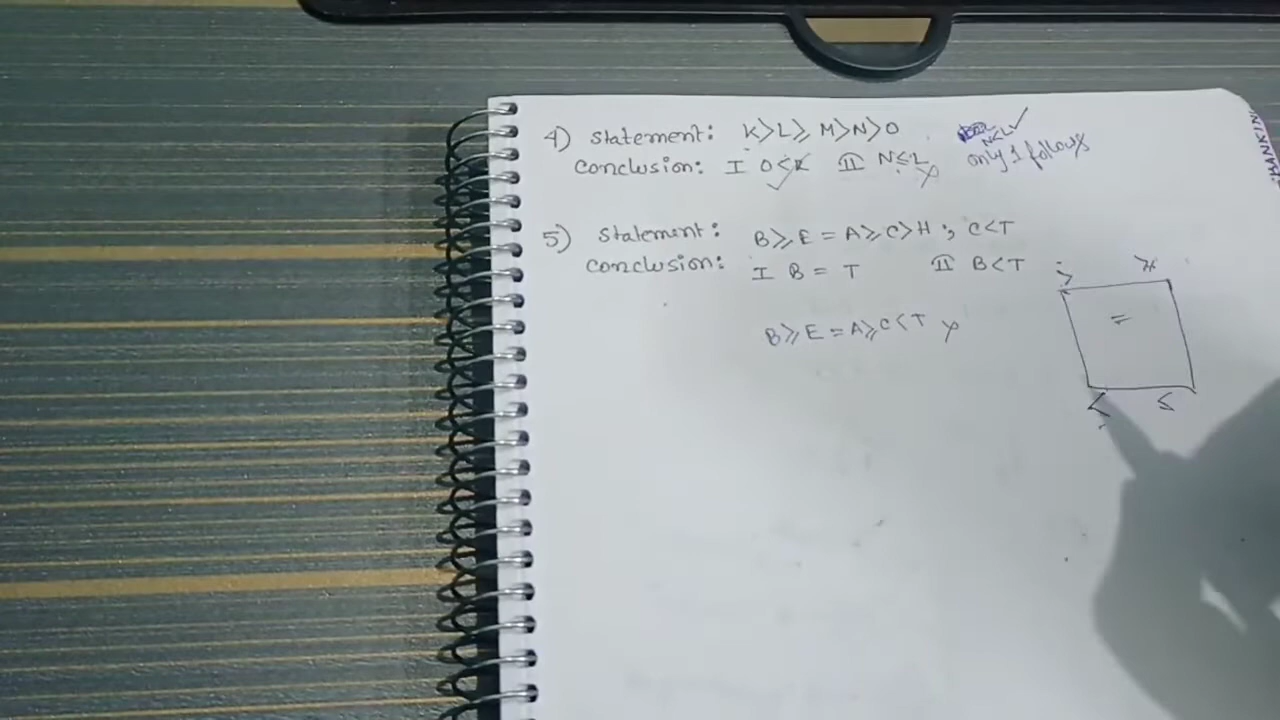 4) Statement: K>L⩾M>N>O N<L✓
Conclusion: I O<K ✓ II N≤L ✗ only 1 follows
5) Statement: B⩾E=A⩾C>H ; C<T
Conclusion: I B = T II B<T
B⩾E=A⩾C<T ✗
> ⩾
=
< ≤